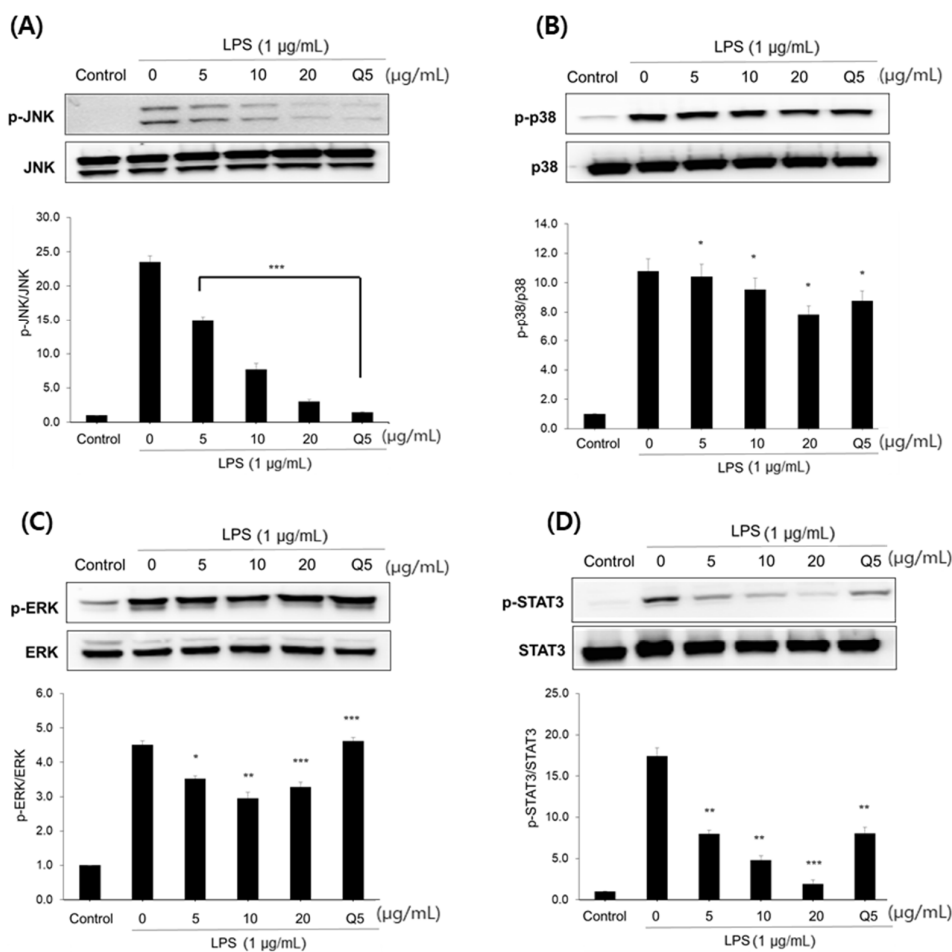 (A)
LPS (1 µg/mL)
Control 0 5 10 20 Q5 (µg/mL)
p-JNK
JNK
p-JNK/JNK
30.0
25.0
20.0
15.0
10.0
5.0
0.0
***
Control 0 5 10 20 Q5 (µg/mL)
LPS (1 µg/mL)
(B)
LPS (1 µg/mL)
Control 0 5 10 20 Q5 (µg/mL)
p-p38
p38
p-p38/p38
14.0
12.0
10.0
8.0
6.0
4.0
2.0
0.0
* * * *
Control 0 5 10 20 Q5 (µg/mL)
LPS (1 µg/mL)
(C)
LPS (1 µg/mL)
Control 0 5 10 20 Q5 (µg/mL)
p-ERK
ERK
p-ERK/ERK
6.0
5.0
4.0
3.0
2.0
1.0
0.0
* ** *** ***
Control 0 5 10 20 Q5 (µg/mL)
LPS (1 µg/mL)
(D)
LPS (1 µg/mL)
Control 0 5 10 20 Q5 (µg/mL)
p-STAT3
STAT3
p-STAT3/STAT3
25.0
20.0
15.0
10.0
5.0
0.0
** ** *** **
Control 0 5 10 20 Q5 (µg/mL)
LPS (1 µg/mL)